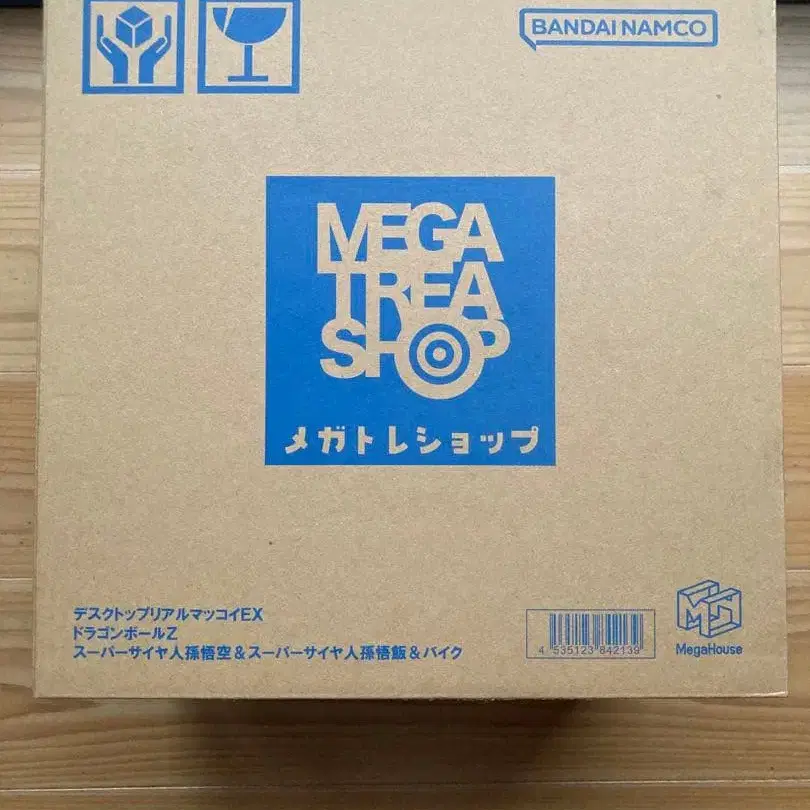 BANDAI NAMCO
MEGA
TREA
SHOP
メガトレショップ
デスクトップリアルマッコイEX
ドラゴンボールZ
スーパーサイヤ人孫悟空&スーパーサイヤ人孫悟飯&バイク
4 535123 842139
MegaHouse